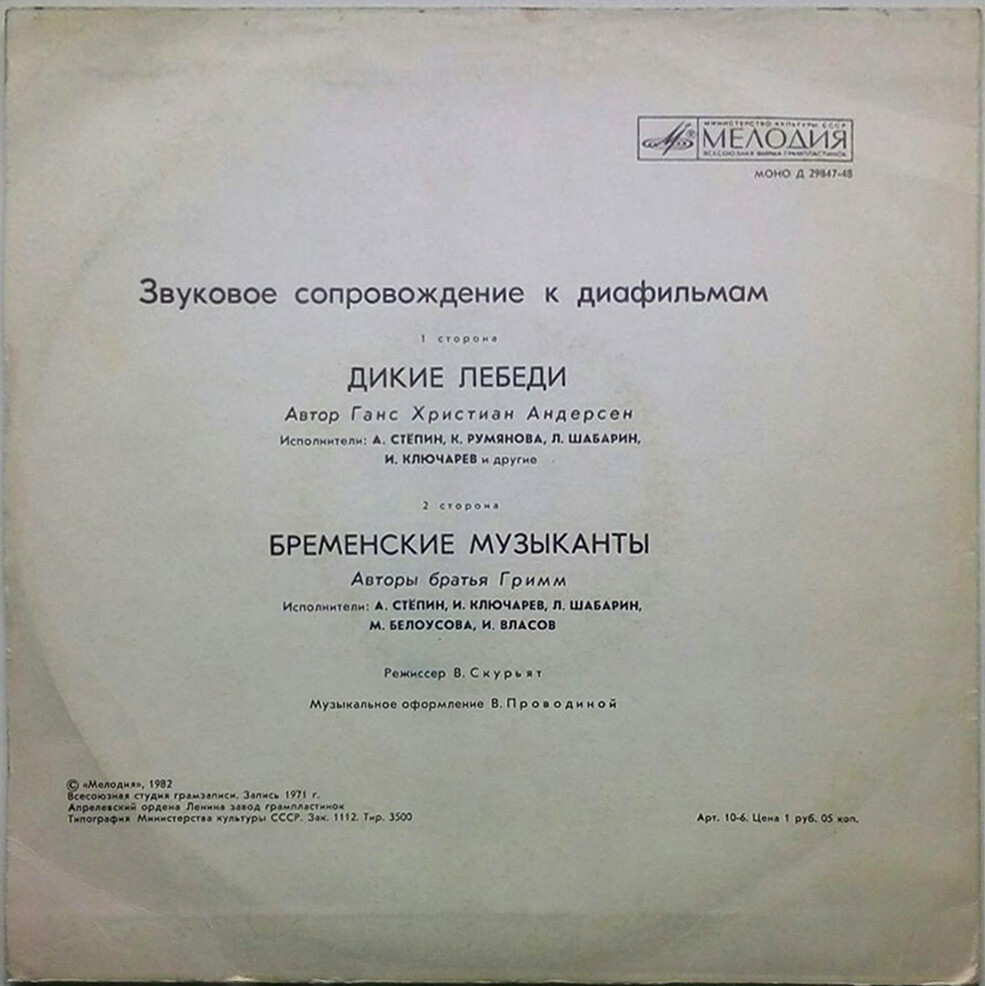 МИНИСТЕРСТВО КУЛЬТУРЫ СССР
МЕЛОДИЯ
ВСЕСОЮЗНАЯ ФИРМА ГРАМПЛАСТИНОК
МОНО Д 29847-48
Звуковое сопровождение к диафильмам
1 сторона
ДИКИЕ ЛЕБЕДИ
Автор Ганс Христиан Андерсен
Исполнители: А. СТЁПИН, К. РУМЯНОВА, Л. ШАБАРИН,
И. КЛЮЧАРЕВ и другие
2 сторона
БРЕМЕНСКИЕ МУЗЫКАНТЫ
Авторы братья Гримм
Исполнители: А. СТЁПИН, И. КЛЮЧАРЕВ, Л. ШАБАРИН,
М. БЕЛОУСОВА, И. ВЛАСОВ
Режиссер В. Скурьят
Музыкальное оформление В. Проводиной
© «Мелодия», 1982
Всесоюзная студия грамзаписи. Запись 1971 г.
Апрелевский ордена Ленина завод грампластинок
Типография Министерства культуры СССР. Зак. 1112. Тир. 3500
Арт. 10-6. Цена 1 руб. 05 коп.